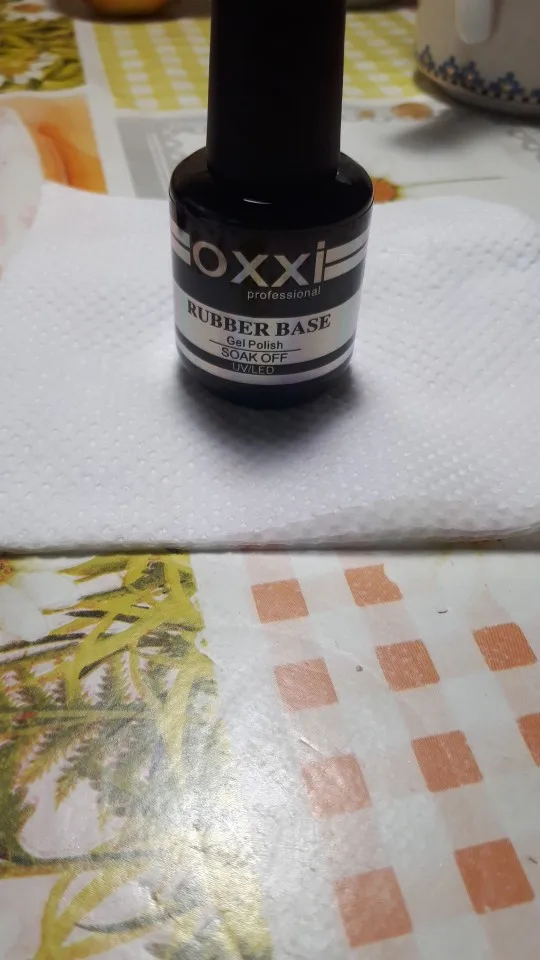 OXXI
professional
RUBBER BASE
Gel Polish
SOAK OFF
UV/LED